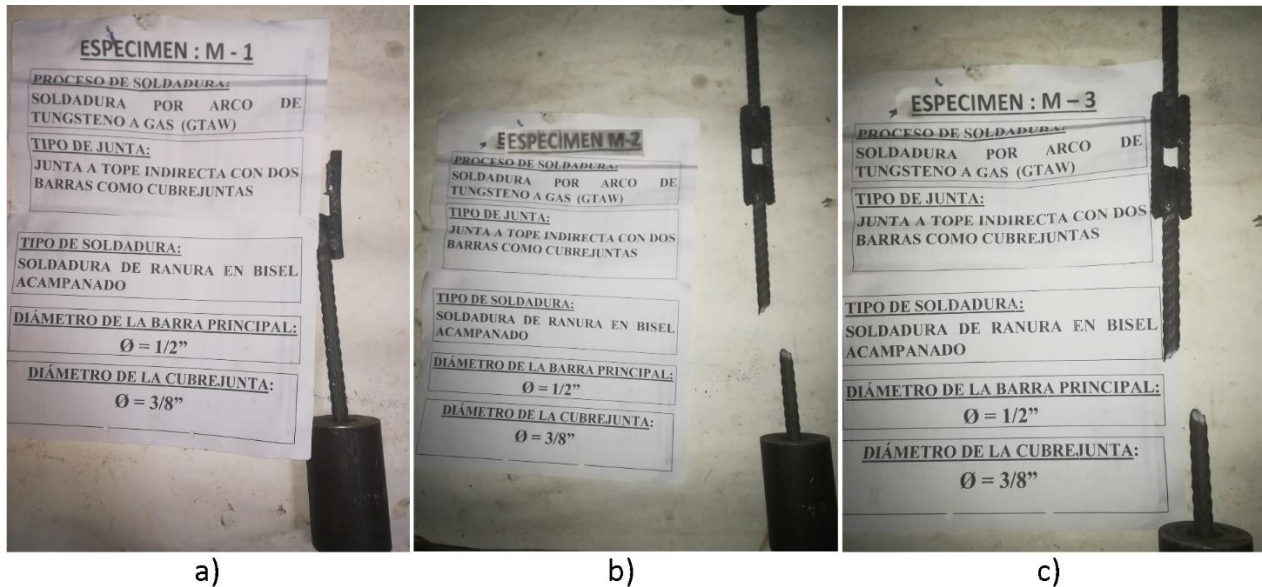 ESPECIMEN : M - 1
PROCESO DE SOLDADURA:
SOLDADURA POR ARCO DE
TUNGSTENO A GAS (GTAW)
TIPO DE JUNTA:
JUNTA A TOPE INDIRECTA CON DOS
BARRAS COMO CUBREJUNTAS
TIPO DE SOLDADURA:
SOLDADURA DE RANURA EN BISEL
ACAMPANADO
DIÁMETRO DE LA BARRA PRINCIPAL:
Ø = 1/2”
DIÁMETRO DE LA CUBREJUNTA:
Ø = 3/8”
a)
EESPECIMEN M-2
PROCESO DE SOLDADURA:
SOLDADURA POR ARCO DE
TUNGSTENO A GAS (GTAW)
TIPO DE JUNTA:
JUNTA A TOPE INDIRECTA CON DOS
BARRAS COMO CUBREJUNTAS
TIPO DE SOLDADURA:
SOLDADURA DE RANURA EN BISEL
ACAMPANADO
DIÁMETRO DE LA BARRA PRINCIPAL:
Ø = 1/2”
DIÁMETRO DE LA CUBREJUNTA:
Ø = 3/8”
b)
ESPECIMEN : M – 3
PROCESO DE SOLDADURA:
SOLDADURA POR ARCO DE
TUNGSTENO A GAS (GTAW)
TIPO DE JUNTA:
JUNTA A TOPE INDIRECTA CON DOS
BARRAS COMO CUBREJUNTAS
TIPO DE SOLDADURA:
SOLDADURA DE RANURA EN BISEL
ACAMPANADO
DIÁMETRO DE LA BARRA PRINCIPAL:
Ø = 1/2”
DIÁMETRO DE LA CUBREJUNTA:
Ø = 3/8”
c)